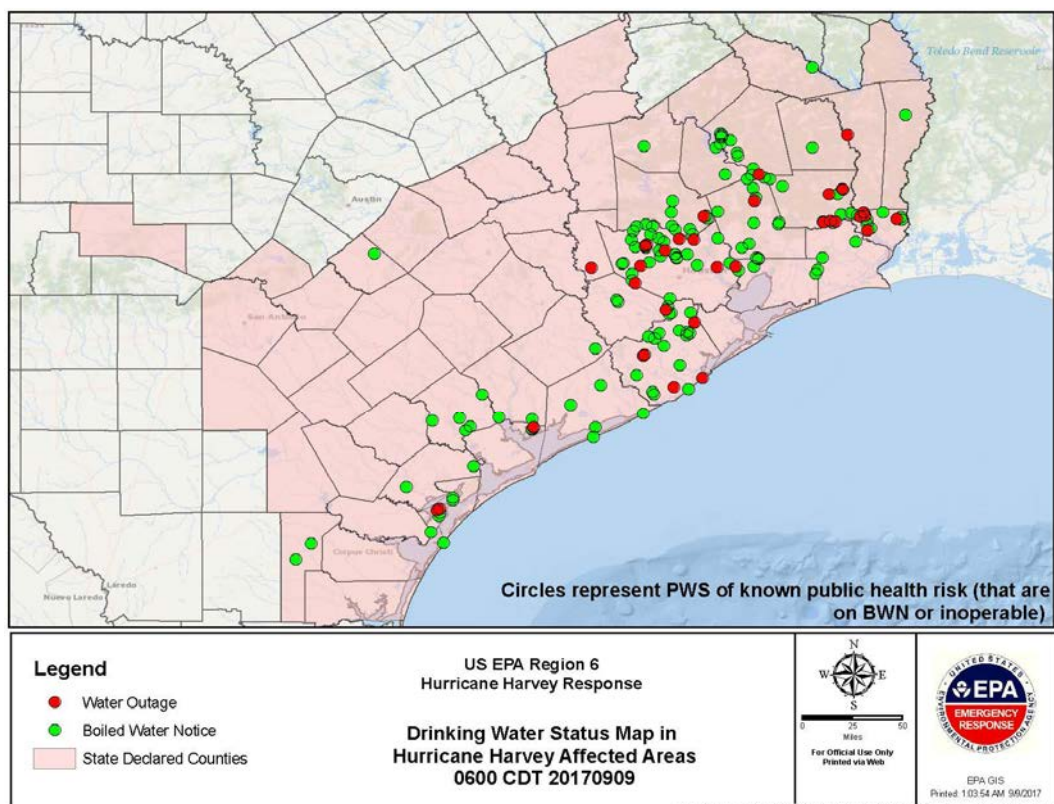 Toledo Bend Reservoir
Austin
San Antonio
Corpus Christi
Laredo
Nuevo Laredo
Circles represent PWS of known public health risk (that are
on BWN or inoperable)
Legend
Water Outage
Boiled Water Notice
State Declared Counties
US EPA Region 6
Hurricane Harvey Response
Drinking Water Status Map in
Hurricane Harvey Affected Areas
0600 CDT 20170909
N
W E
S
0 25 50
Miles
For Official Use Only
Printed via Web
UNITED STATES
EPA
EMERGENCY
RESPONSE
ENVIRONMENTAL PROTECTION AGENCY
EPA GIS
Printed: 1:03:54 AM 9/9/2017